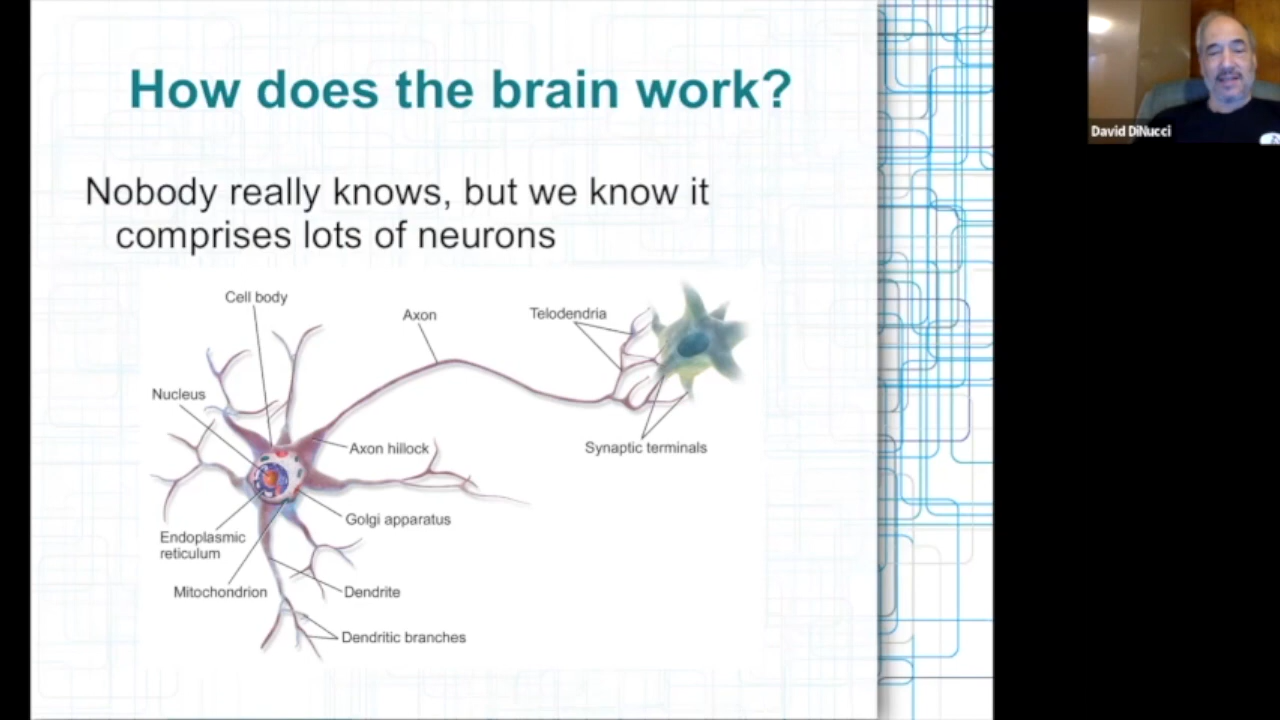 How does the brain work?
David DiNucci
Nobody really knows, but we know it
comprises lots of neurons
Cell body
Axon
Telodendria
Nucleus
Axon hillock
Synaptic terminals
Golgi apparatus
Endoplasmic
reticulum
Mitochondrion
Dendrite
Dendritic branches